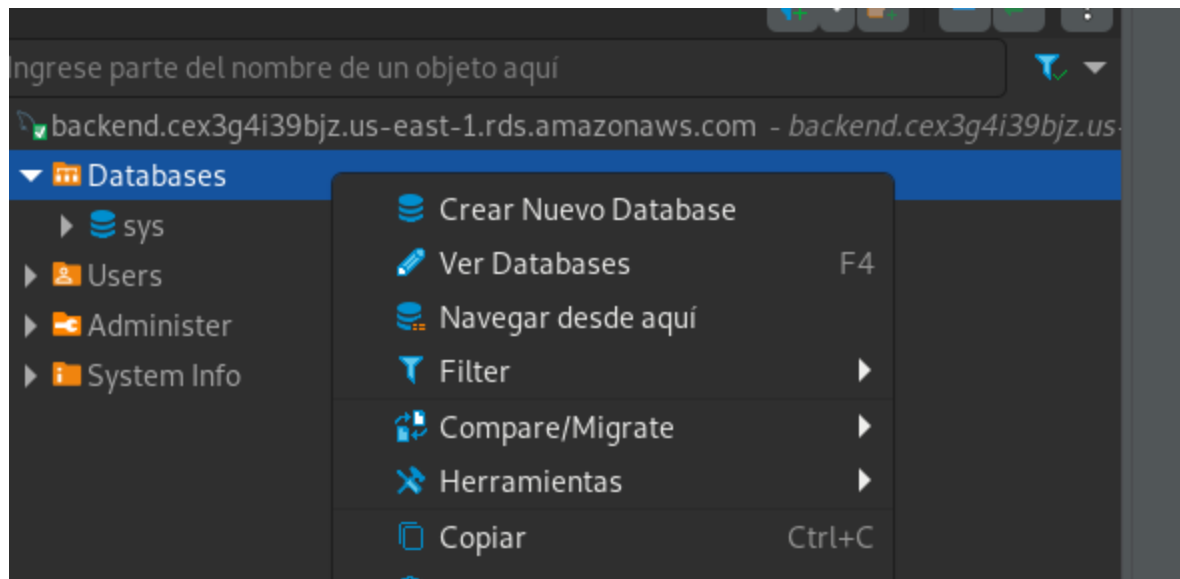 Ingrese parte del nombre de un objeto aquí
backend.cex3g4i39bjz.us-east-1.rds.amazonaws.com - backend.cex3g4i39bjz.us-
Databases
sys
Users
Administer
System Info
Crear Nuevo Database
Ver Databases F4
Navegar desde aquí
Filter
Compare/Migrate
Herramientas
Copiar Ctrl+C